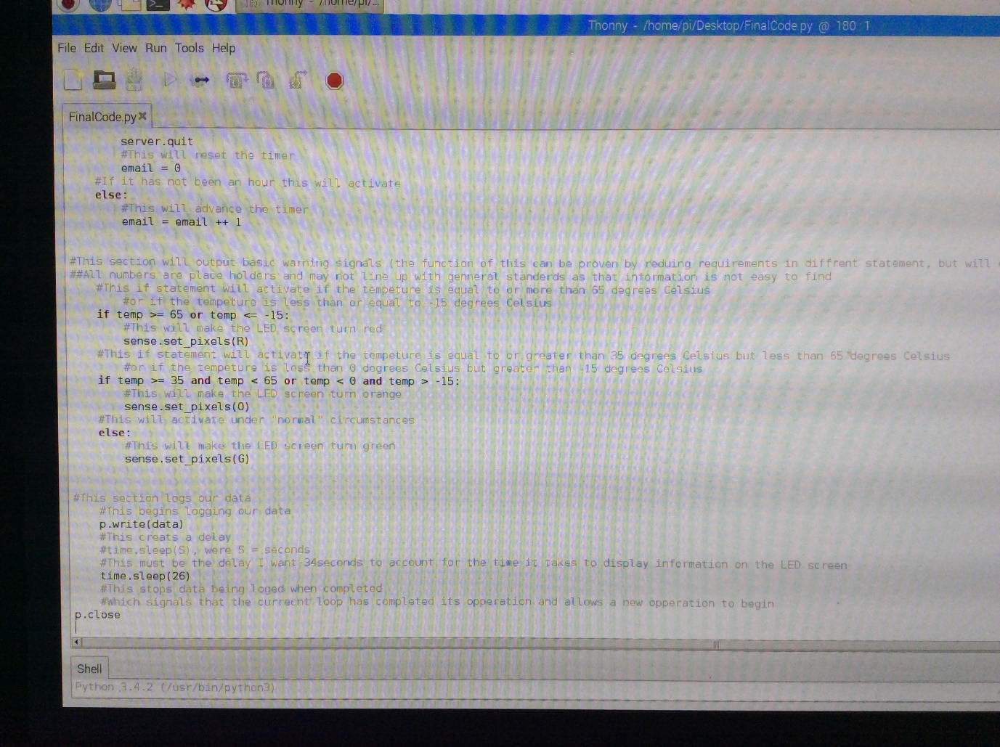 Thonny - /home/pi/...
Thonny - /home/pi/Desktop/FinalCode.py @ 180 1
File Edit View Run Tools Help
FinalCode.py
server.quit
#This will reset the timer
email = 0
#If it has not been an hour this will activate
else:
#This will advance the timer
email = email ++ 1
#This section will output basic warning signals (the function of this can be proven by reduing requirements in diffrent statement, but will
##All numbers are place holders and may not line up with genneral standerds as that information is not easy to find
#This if statement will activate if the tempeture is equal to or more than 65 degrees Celsius
#or if the tempeture is less than or equal to -15 degrees Celsius
if temp >= 65 or temp <= -15:
#This will make the LED screen turn red
sense.set_pixels(R)
#This if statement will activate if the tempeture is equal to or greater than 35 degrees Celsius but less than 65 degrees Celsius
#or if the tempeture is less than 0 degrees Celsius but greater than -15 degrees Celsius
if temp >= 35 and temp < 65 or temp < 0 and temp > -15:
#This will make the LED screen turn orange
sense.set_pixels(O)
#This will activate under "normal" circumstances
else:
#This will make the LED screen turn green
sense.set_pixels(G)
#This section logs our data
#This begins logging our data
p.write(data)
#This creats a delay
#time.sleep(S), were S = seconds
#This must be the delay I want-34seconds to account for the time it takes to display information on the LED screen
time.sleep(26)
#This stops data being loged when completed
#Which signals that the currecnt loop has completed its opperation and allows a new opperation to begin
p.close
Shell
Python 3.4.2 (/usr/bin/python3)